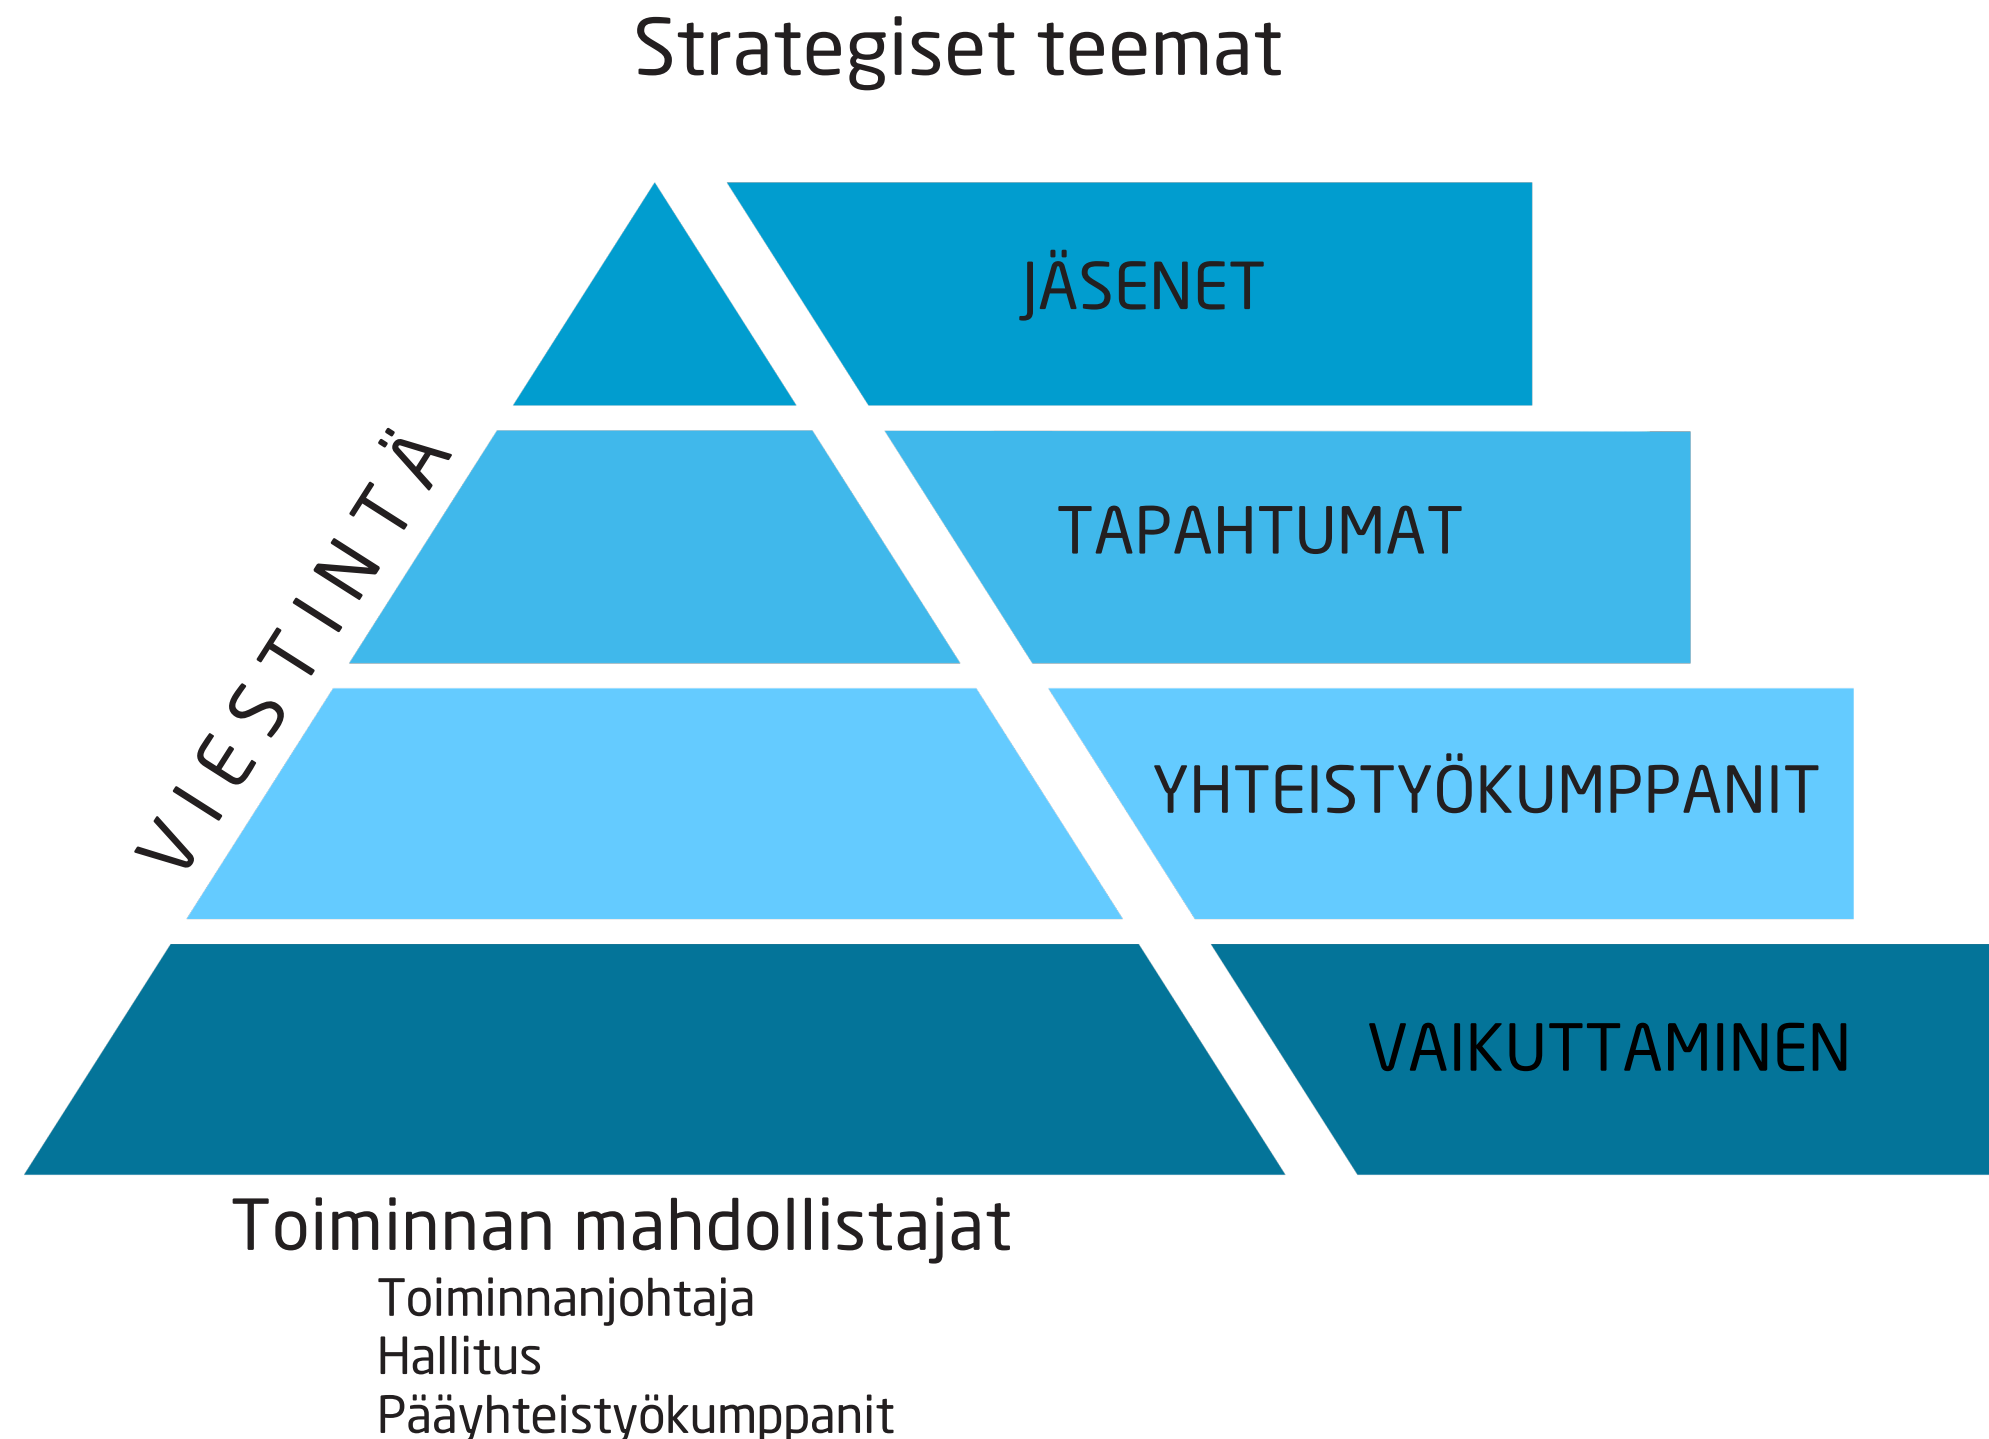 Strategiset teemat
JÄSENET
TAPAHTUMAT
VIESTINTÄ
YHTEISTYÖKUMPPANIT
VAIKUTTAMINEN
Toiminnan mahdollistajat
Toiminnanjohtaja
Hallitus
Pääyhteistyökumppanit